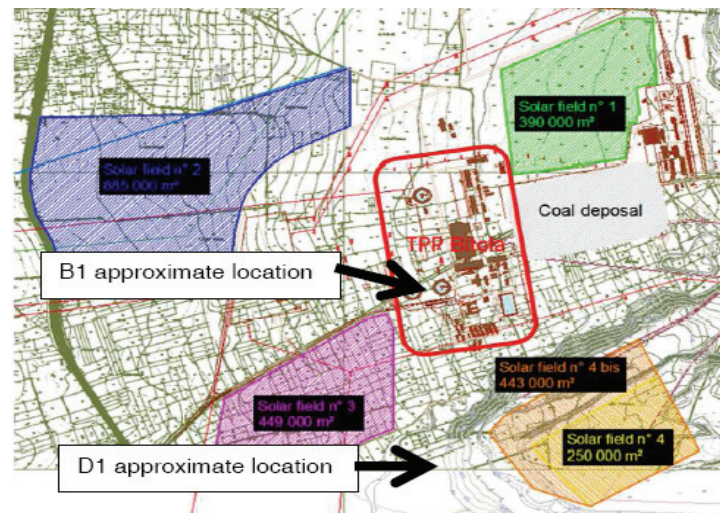 Solar field n° 1
390 000 m²
Solar field n° 2
885 000 m²
Coal deposal
TPP Bitola
B1 approximate location
Solar field n° 4 bis
443 000 m²
Solar field n° 3
449 000 m²
Solar field n° 4
250 000 m²
D1 approximate location